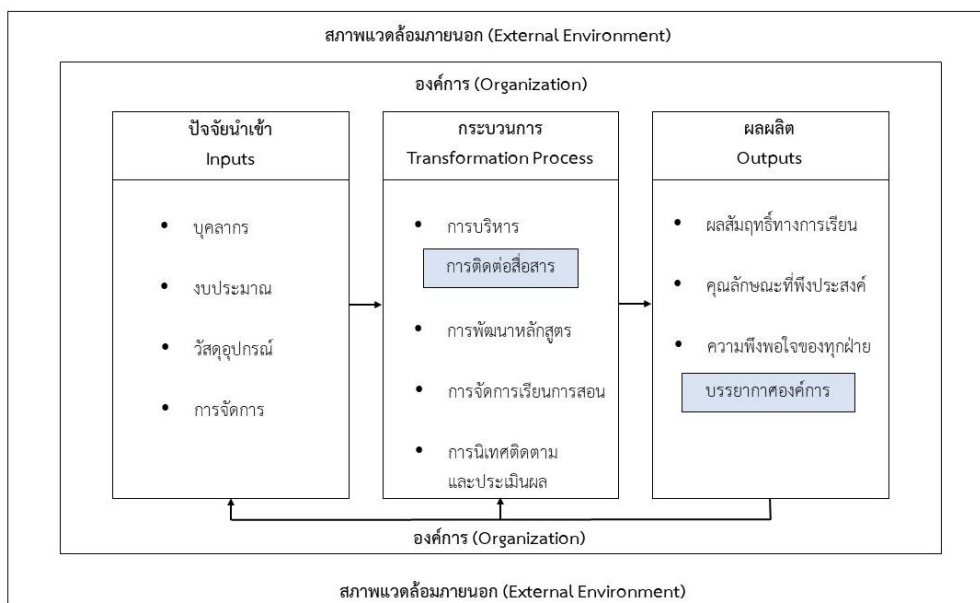 สภาพแวดล้อมภายนอก (External Environment)
องค์การ (Organization)
ปัจจัยนำเข้า
Inputs
• บุคลากร
• งบประมาณ
• วัสดุอุปกรณ์
• การจัดการ
กระบวนการ
Transformation Process
• การบริหาร
การติดต่อสื่อสาร
• การพัฒนาหลักสูตร
• การจัดการเรียนการสอน
• การนิเทศติดตาม
และประเมินผล
ผลผลิต
Outputs
• ผลสัมฤทธิ์ทางการเรียน
• คุณลักษณะที่พึงประสงค์
• ความพึงพอใจของทุกฝ่าย
บรรยากาศองค์การ
องค์การ (Organization)
สภาพแวดล้อมภายนอก (External Environment)